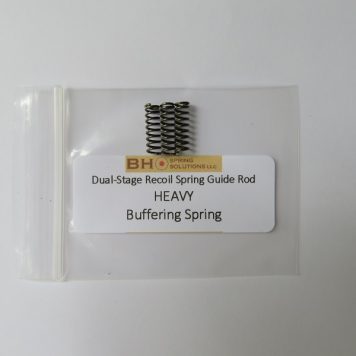 BH SPRING
SOLUTIONS LLC
Dual-Stage Recoil Spring Guide Rod
HEAVY
Buffering Spring